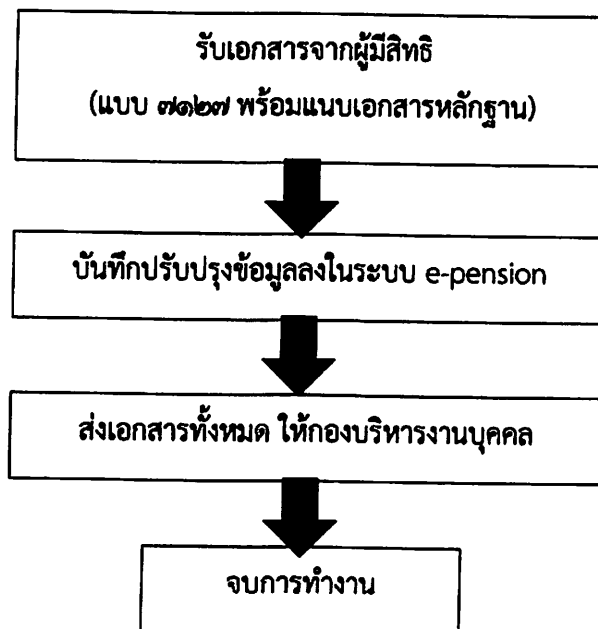 รับเอกสารจากผู้มีสิทธิ
(แบบ ๗๑๒๗ พร้อมแนบเอกสารหลักฐาน)
บันทึกปรับปรุงข้อมูลลงในระบบ e-pension
ส่งเอกสารทั้งหมด ให้กองบริหารงานบุคคล
จบการทำงาน